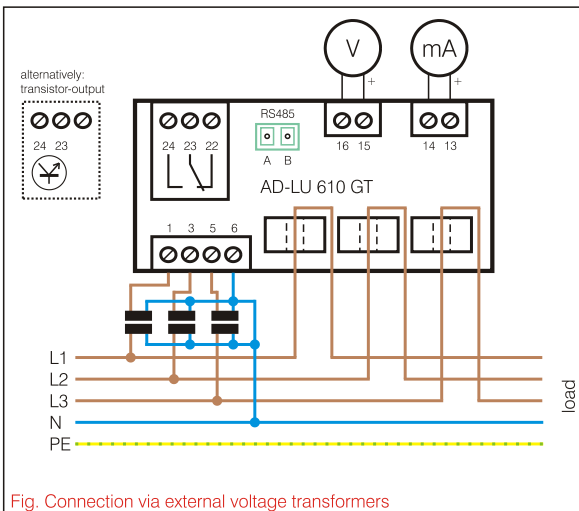 V
mA
+
+
alternatively:
transistor-output
24 23
24 23 22
RS485
A B
16 15
14 13
AD-LU 610 GT
1 3 5 6
L1
L2
L3
N
PE
load
Fig. Connection via external voltage transformers